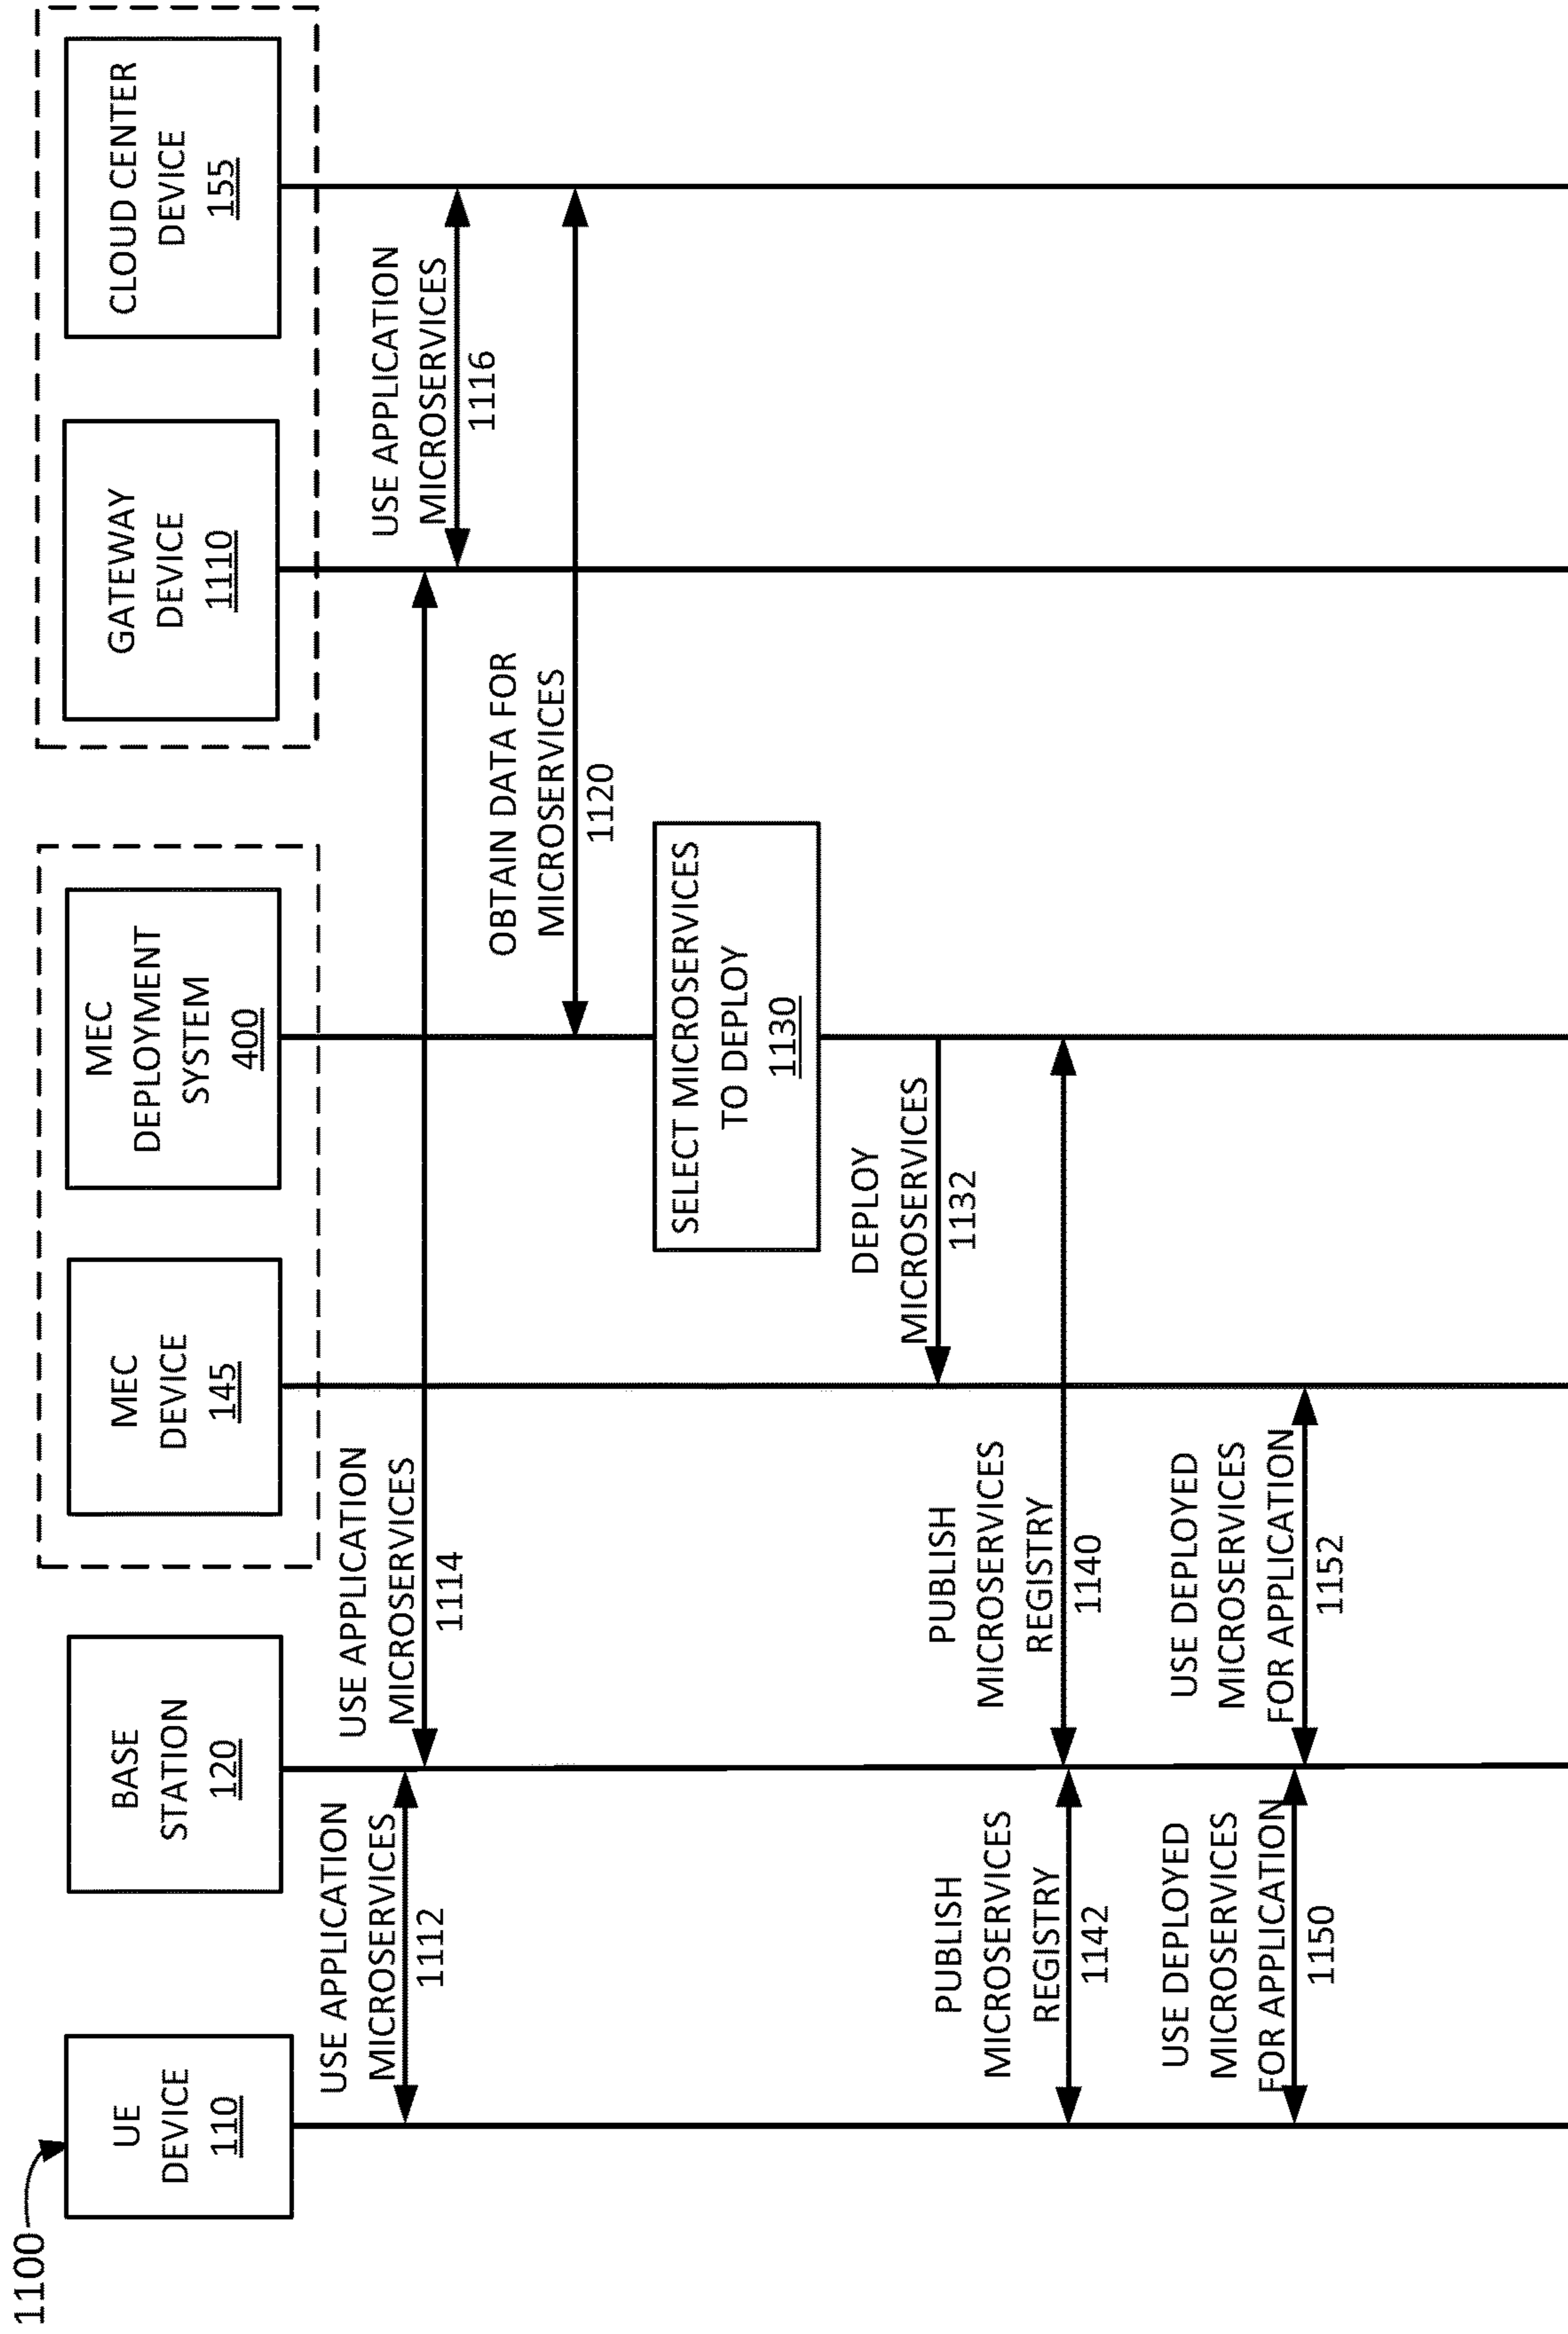 1100
UE
DEVICE
110
BASE
STATION
120
MEC
DEVICE
145
MEC
DEPLOYMENT
SYSTEM
400
GATEWAY
DEVICE
1110
CLOUD CENTER
DEVICE
155
USE APPLICATION
MICROSERVICES
1112
USE APPLICATION
MICROSERVICES
1114
USE APPLICATION
MICROSERVICES
1116
OBTAIN DATA FOR
MICROSERVICES
1120
SELECT MICROSERVICES
TO DEPLOY
1130
DEPLOY
MICROSERVICES
1132
PUBLISH
MICROSERVICES
REGISTRY
1142
PUBLISH
MICROSERVICES
REGISTRY
1140
USE DEPLOYED
MICROSERVICES
FOR APPLICATION
1150
USE DEPLOYED
MICROSERVICES
FOR APPLICATION
1152